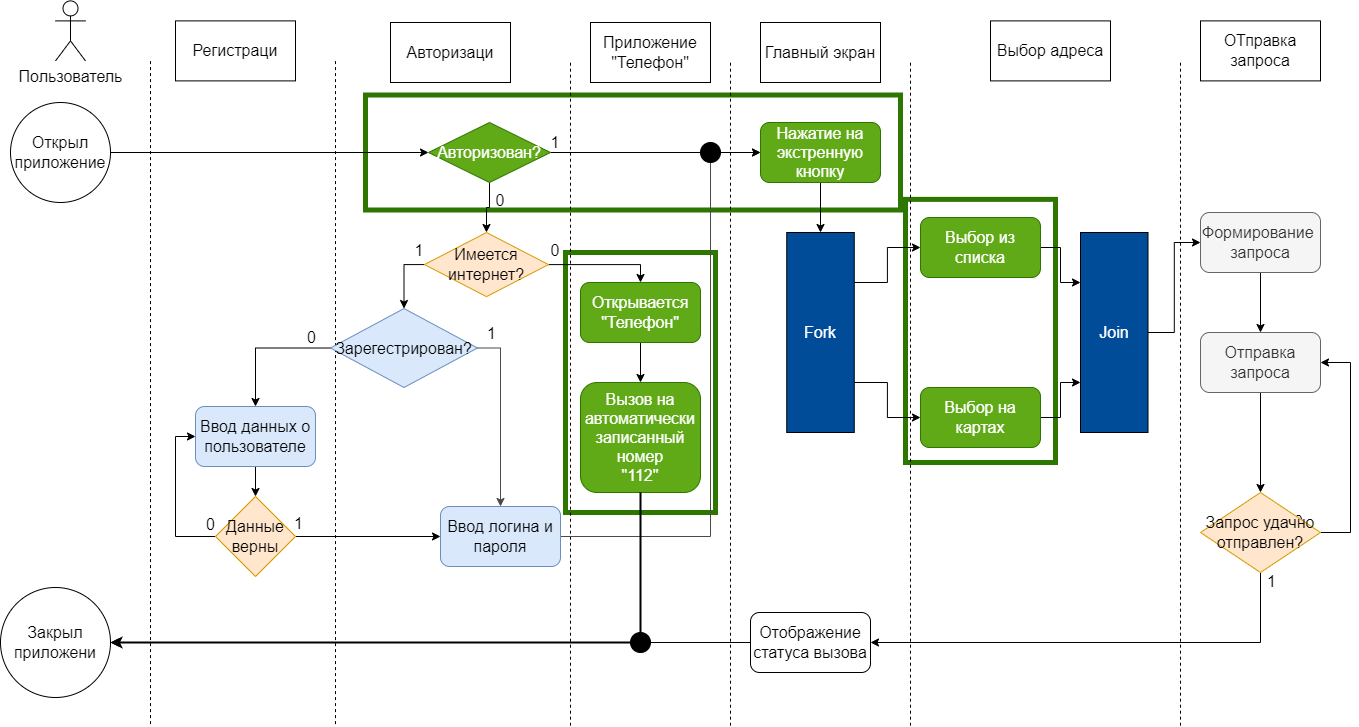 Пользователь
Регистраци
Авторизаци
Приложение
"Телефон"
Главный экран
Выбор адреса
ОТправка
запроса
Открыл
приложение
Авторизован?
1
0
Нажатие на
экстренную
кнопку
1
Имеется
интернет?
0
Открывается
"Телефон"
Вызов на
автоматически
записанный
номер
"112"
0
Зарегестрирован?
1
Ввод данных о
пользователе
0
Данные
верны
1
Ввод логина и
пароля
Fork
Выбор из
списка
Выбор на
картах
Join
Формирование
запроса
Отправка
запроса
Запрос удачно
отправлен?
0
1
Отображение
статуса вызова
Закрыл
приложени